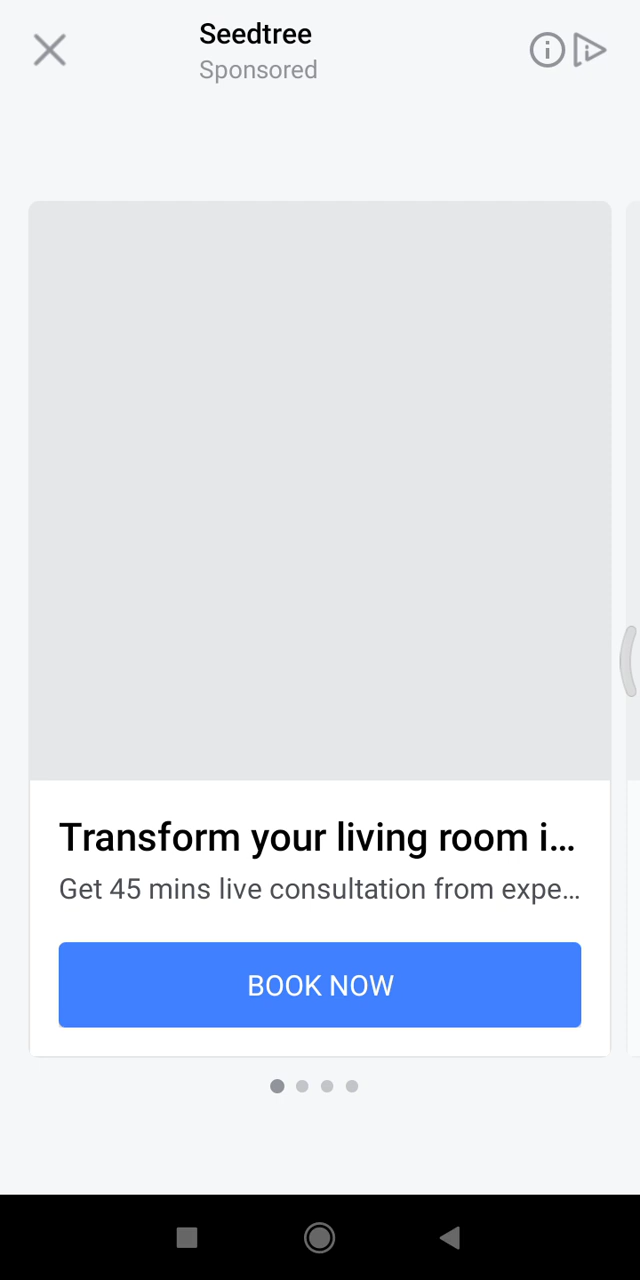 Seedtree
Sponsored
Transform your living room i...
Get 45 mins live consultation from expe...
BOOK NOW